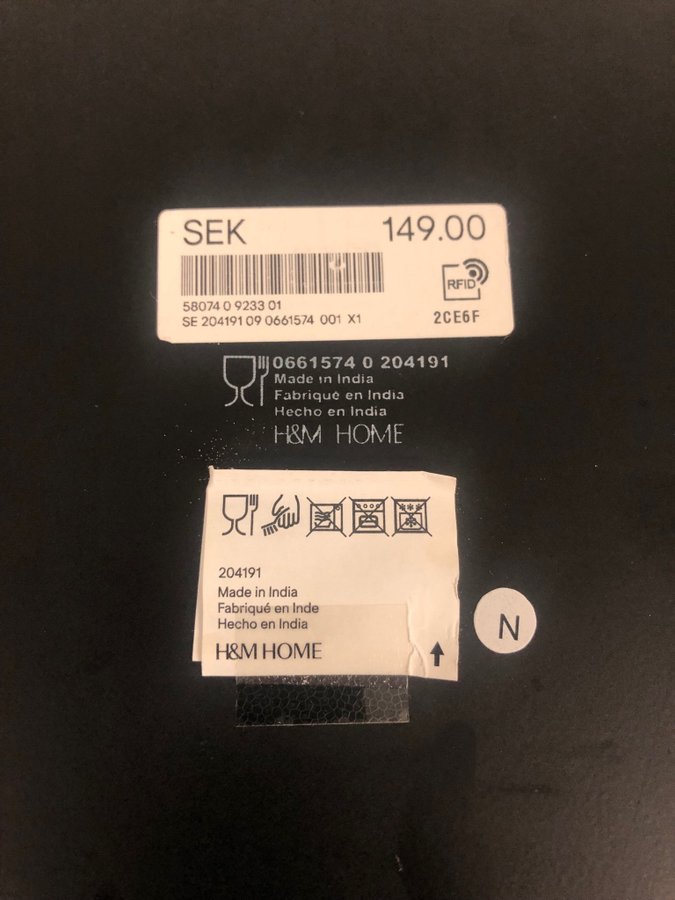 SEK 149.00
RFID
58074 0 9233 01
SE 204191 09 0661574 001 X1
2CE6F
0661574 0 204191
Made in India
Fabriqué en India
Hecho en India
H&M HOME
204191
Made in India
Fabriqué en Inde
Hecho en India
H&M HOME
N